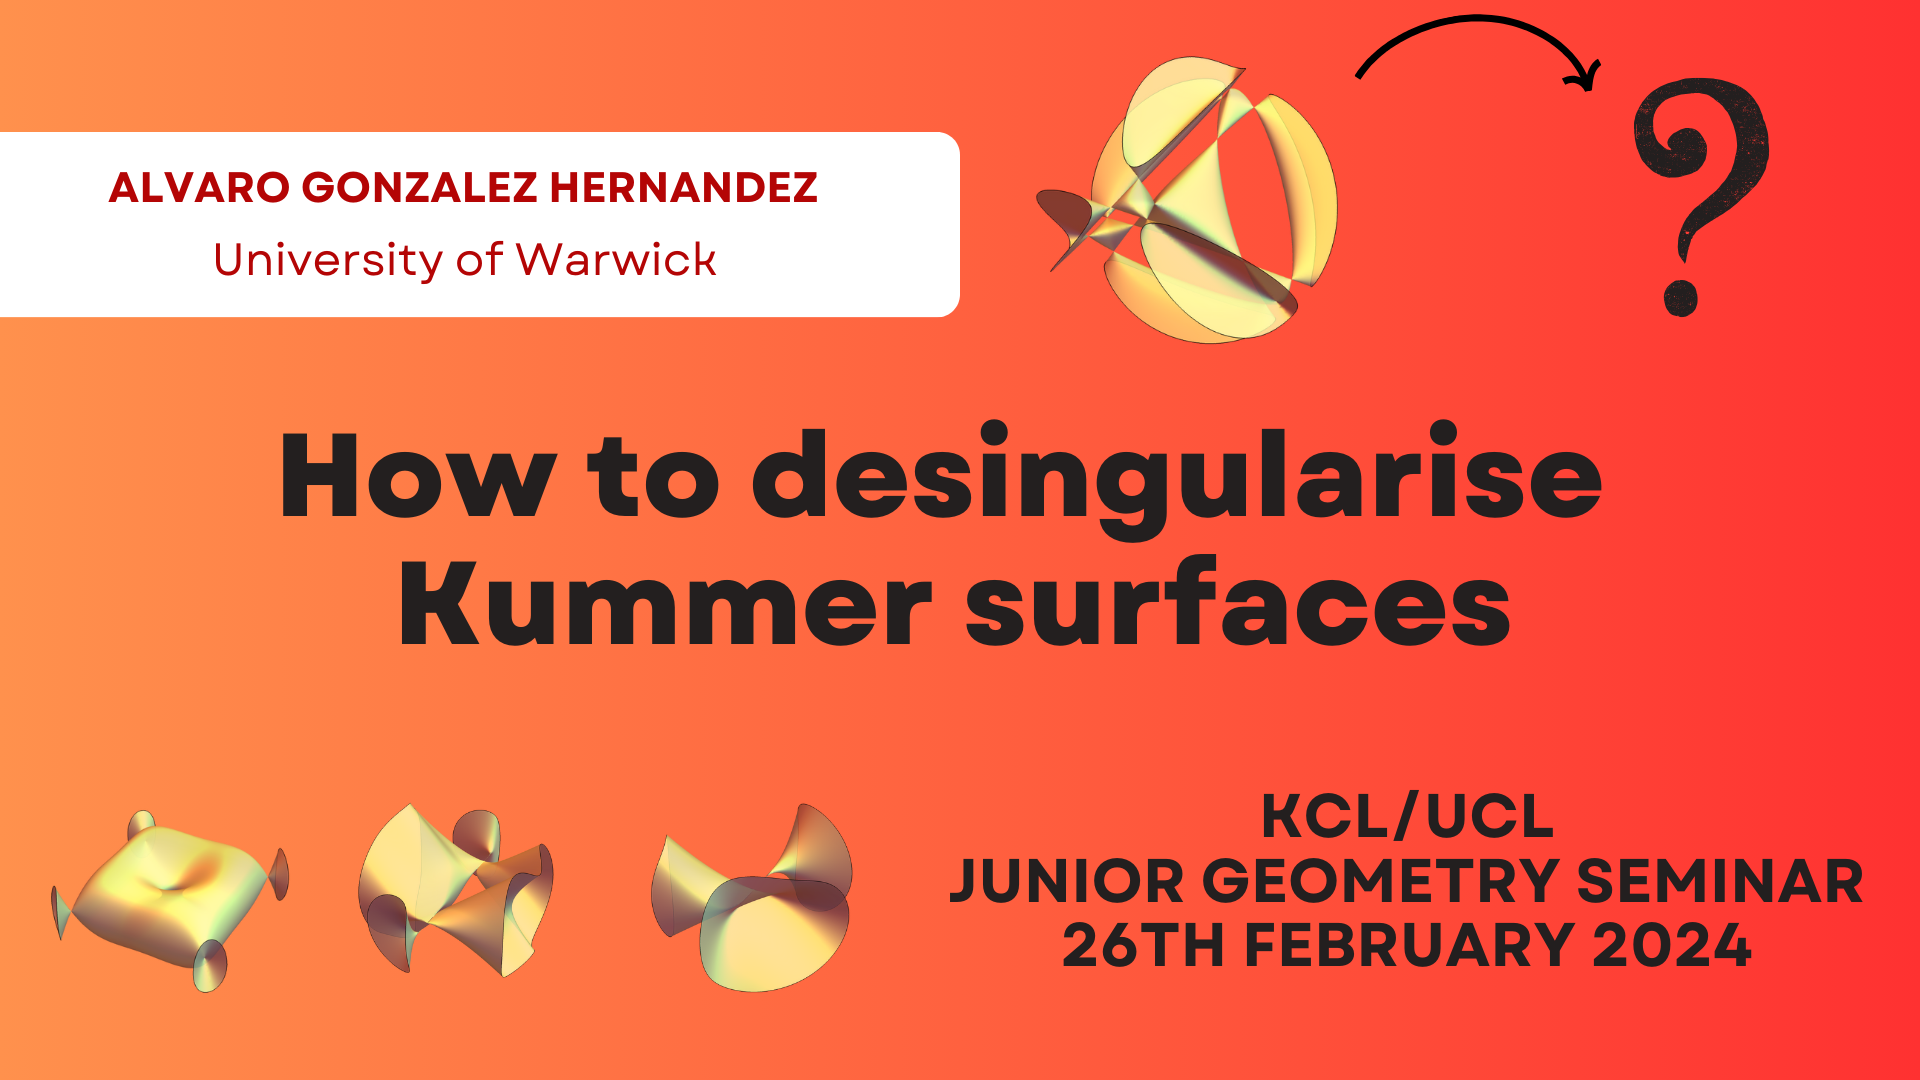 ALVARO GONZALEZ HERNANDEZ
University of Warwick
?
How to desingularise
Kummer surfaces
KCL/UCL
JUNIOR GEOMETRY SEMINAR
26TH FEBRUARY 2024